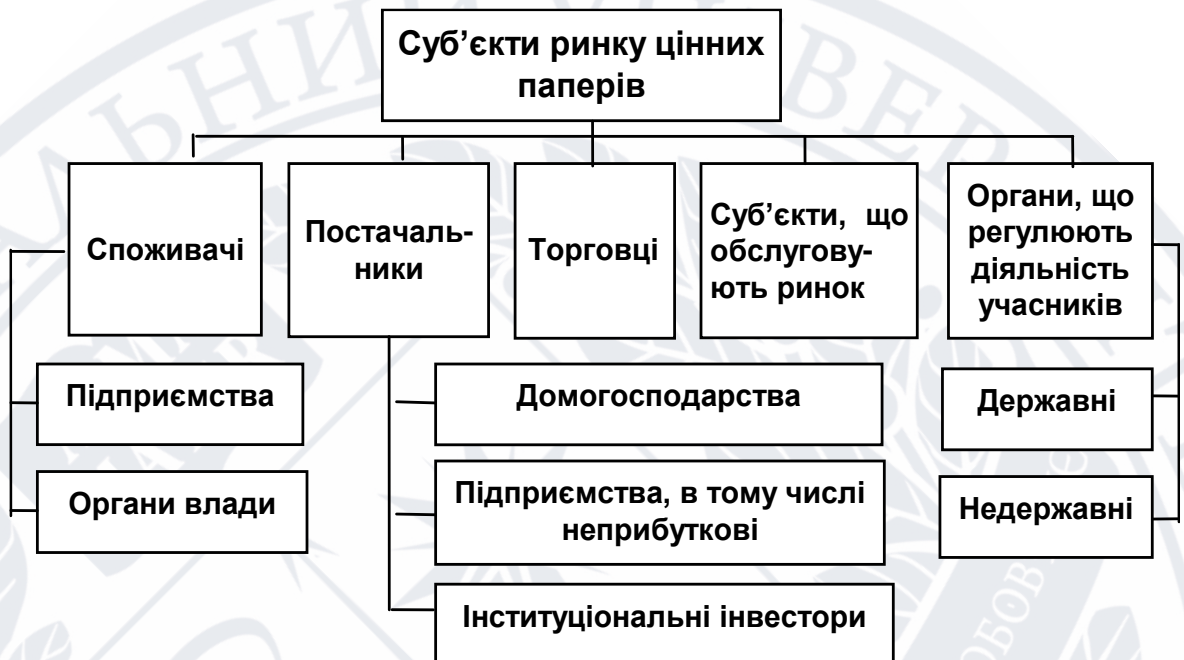 Суб’єкти ринку цінних
паперів
Споживачі
Постачаль-
ники
Торговці
Суб’єкти, що
обслугову-
ють ринок
Органи, що
регулюють
діяльність
учасників
Підприємства
Органи влади
Домогосподарства
Підприємства, в тому числі
неприбуткові
Інституціональні інвестори
Державні
Недержавні